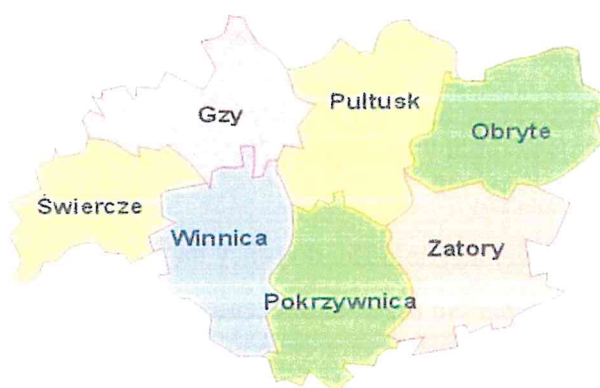 Pułtusk
Gzy
Obryte
Świercze
Winnica
Zatory
Pokrzywnica